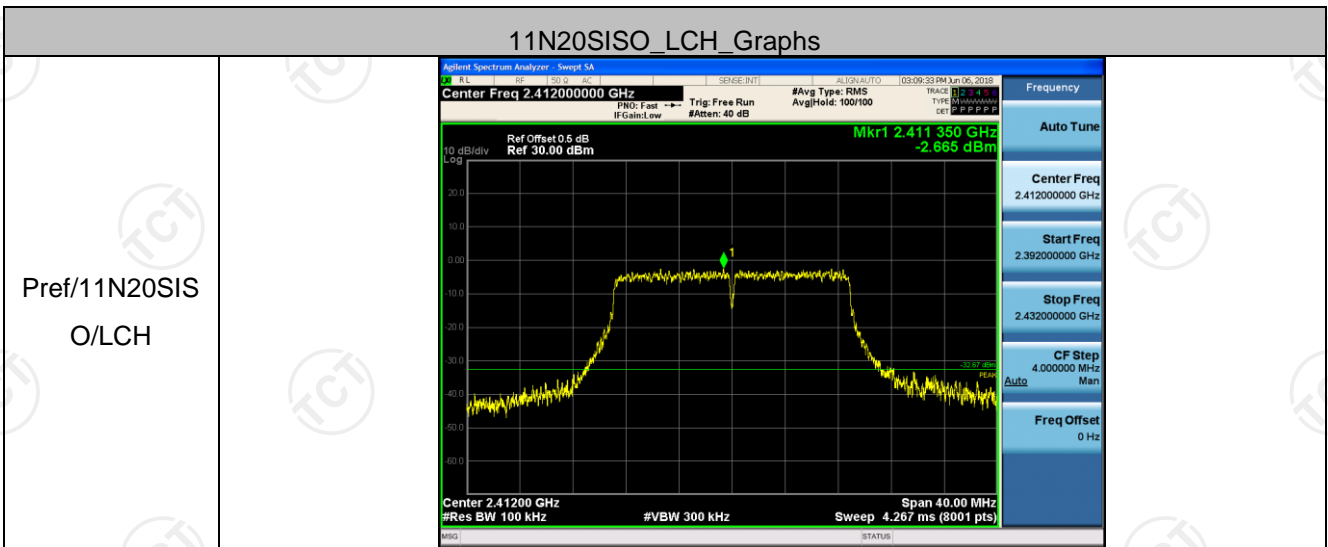 11N20SISO_LCH_Graphs
Pref/11N20SIS
O/LCH
Agilent Spectrum Analyzer - Swept SA
RL RF 50 Ω AC SENSE:INT ALIGN AUTO 03:09:33 PM Jun 06, 2018
Center Freq 2.412000000 GHz
PNO: Fast
IFGain:Low
Trig: Free Run
#Atten: 40 dB
#Avg Type: RMS
Avg|Hold: 100/100
TRACE 1 2 3 4 5 6
TYPE M
DET P P P P P P
Mkr1 2.411 350 GHz
-2.665 dBm
Ref Offset 0.5 dB
10 dB/div Ref 30.00 dBm
Log
20.0
10.0
0.00
-10.0
-20.0
-30.0
-40.0
-50.0
-60.0
1
-32.67 dBm
PEAK
Center 2.41200 GHz
Span 40.00 MHz
#Res BW 100 kHz
#VBW 300 kHz
Sweep 4.267 ms (8001 pts)
MSG
STATUS
Frequency
Auto Tune
Center Freq
2.412000000 GHz
Start Freq
2.392000000 GHz
Stop Freq
2.432000000 GHz
CF Step
4.000000 MHz
Auto Man
Freq Offset
0 Hz
TCT
TCT
TCT
TCT